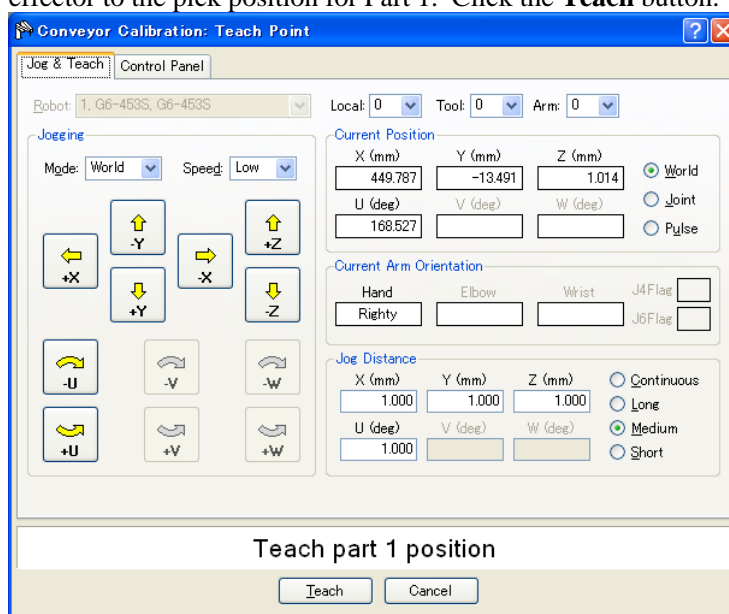 effector to the pick position for Part 1. Click the Teach button.
Conveyor Calibration: Teach Point
Jog & Teach Control Panel
Robot: 1, G6-453S, G6-453S Local: 0 Tool: 0 Arm: 0
Jogging
Mode: World Speed: Low
+X
-Y
+Y
-X
+Z
-Z
-U -V -W
+U +V +W
Current Position
X (mm) Y (mm) Z (mm)
449.787 -13.491 1.014
U (deg) V (deg) W (deg)
168.527
World
Joint
Pulse
Current Arm Orientation
Hand Elbow Wrist
Righty
J4Flag
J6Flag
Jog Distance
X (mm) Y (mm) Z (mm)
1.000 1.000 1.000
U (deg) V (deg) W (deg)
1.000
Continuous
Long
Medium
Short
Teach part 1 position
Teach Cancel